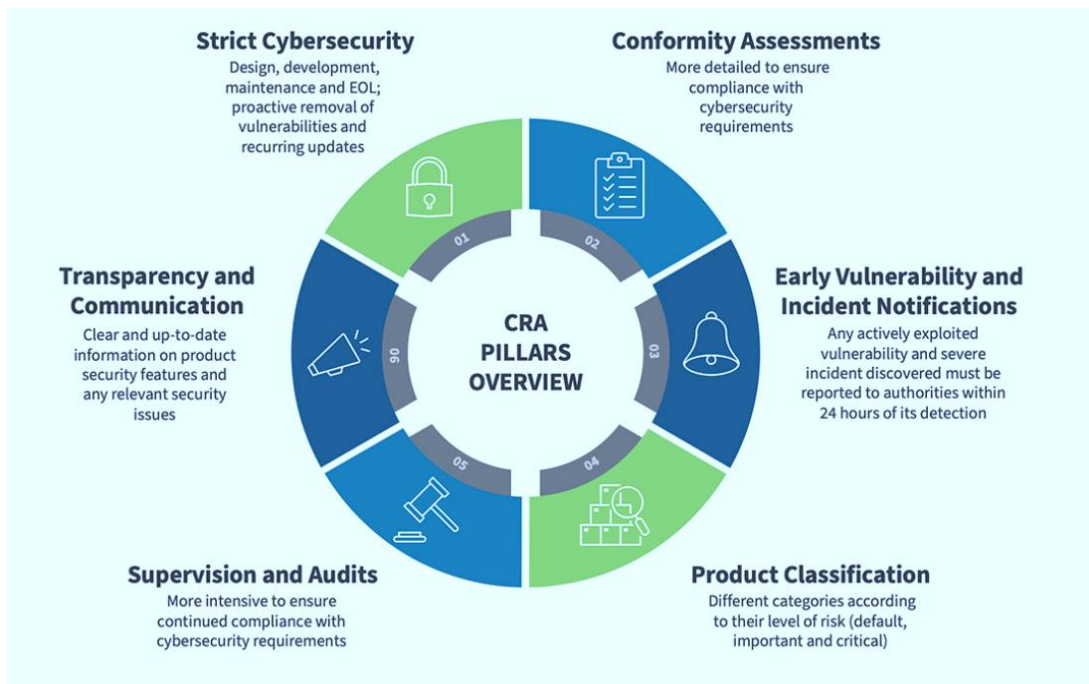 Strict Cybersecurity
Design, development,
maintenance and EOL;
proactive removal of
vulnerabilities and
recurring updates
Conformity Assessments
More detailed to ensure
compliance with
cybersecurity
requirements
01
02
Transparency and
Communication
Clear and up-to-date
information on product
security features and
any relevant security
issues
06
CRA
PILLARS
OVERVIEW
03
Early Vulnerability and
Incident Notifications
Any actively exploited
vulnerability and severe
incident discovered must be
reported to authorities within
24 hours of its detection
05
04
Supervision and Audits
More intensive to ensure
continued compliance with
cybersecurity requirements
Product Classification
Different categories according
to their level of risk (default,
important and critical)